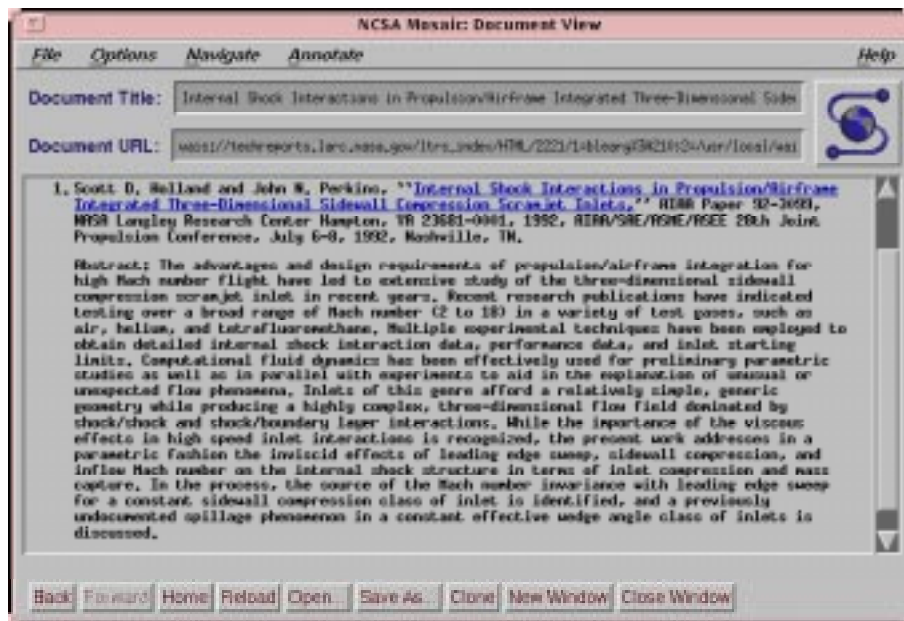 NCSA Mosaic: Document View
File Options Navigate Annotate Help
Document Title: Internal Shock Interactions in Propulsion/Airframe Integrated Three-Dimensional Sidew
Document URL: wais://techreports.larc.nasa.gov/ltrs_index/HTML/2221/
1. Scott D. Holland and John N. Perkins, ``Internal Shock Interactions in Propulsion/Airframe
Integrated Three-Dimensional Sidewall Compression Scramjet Inlets,'' AIAA Paper 92-3099,
NASA Langley Research Center Hampton, VA 23681-0001, 1992, AIAA/SAE/ASME/ASEE 28th Joint
Propulsion Conference, July 6-8, 1992, Nashville, TN.
Abstract: The advantages and design requirements of propulsion/airframe integration for
high Mach number flight have led to extensive study of the three-dimensional sidewall
compression scramjet inlet in recent years. Recent research publications have indicated
testing over a broad range of Mach number (2 to 18) in a variety of test gases, such as
air, helium, and tetrafluoromethane. Multiple experimental techniques have been employed to
obtain detailed internal shock interaction data, performance data, and inlet starting
limits. Computational fluid dynamics has been effectively used for preliminary parametric
studies as well as in parallel with experiments to aid in the explanation of unusual or
unexpected flow phenomena. Inlets of this genre afford a relatively simple, generic
geometry while producing a highly complex, three-dimensional flow field dominated by
shock/shock and shock/boundary layer interactions. While the importance of the viscous
effects in high speed inlet interactions is recognized, the present work addresses in a
parametric fashion the inviscid effects of leading edge sweep, sidewall compression, and
inflow Mach number on the internal shock structure in terms of inlet compression and mass
capture. In the process, the source of the Mach number invariance with leading edge sweep
for a constant sidewall compression class of inlet is identified, and a previously
undocumented spillage phenomenon in a constant effective wedge angle class of inlets is
discussed.
Back Forward Home Reload Open... Save As... Clone New Window Close Window